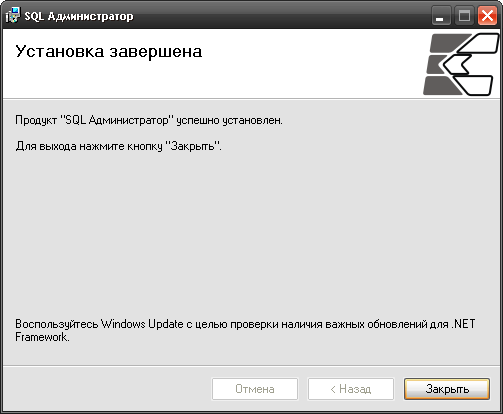 SQL Администратор
Установка завершена
Продукт "SQL Администратор" успешно установлен.
Для выхода нажмите кнопку "Закрыть".
Воспользуйтесь Windows Update с целью проверки наличия важных обновлений для .NET
Framework.
Отмена
< Назад
Закрыть